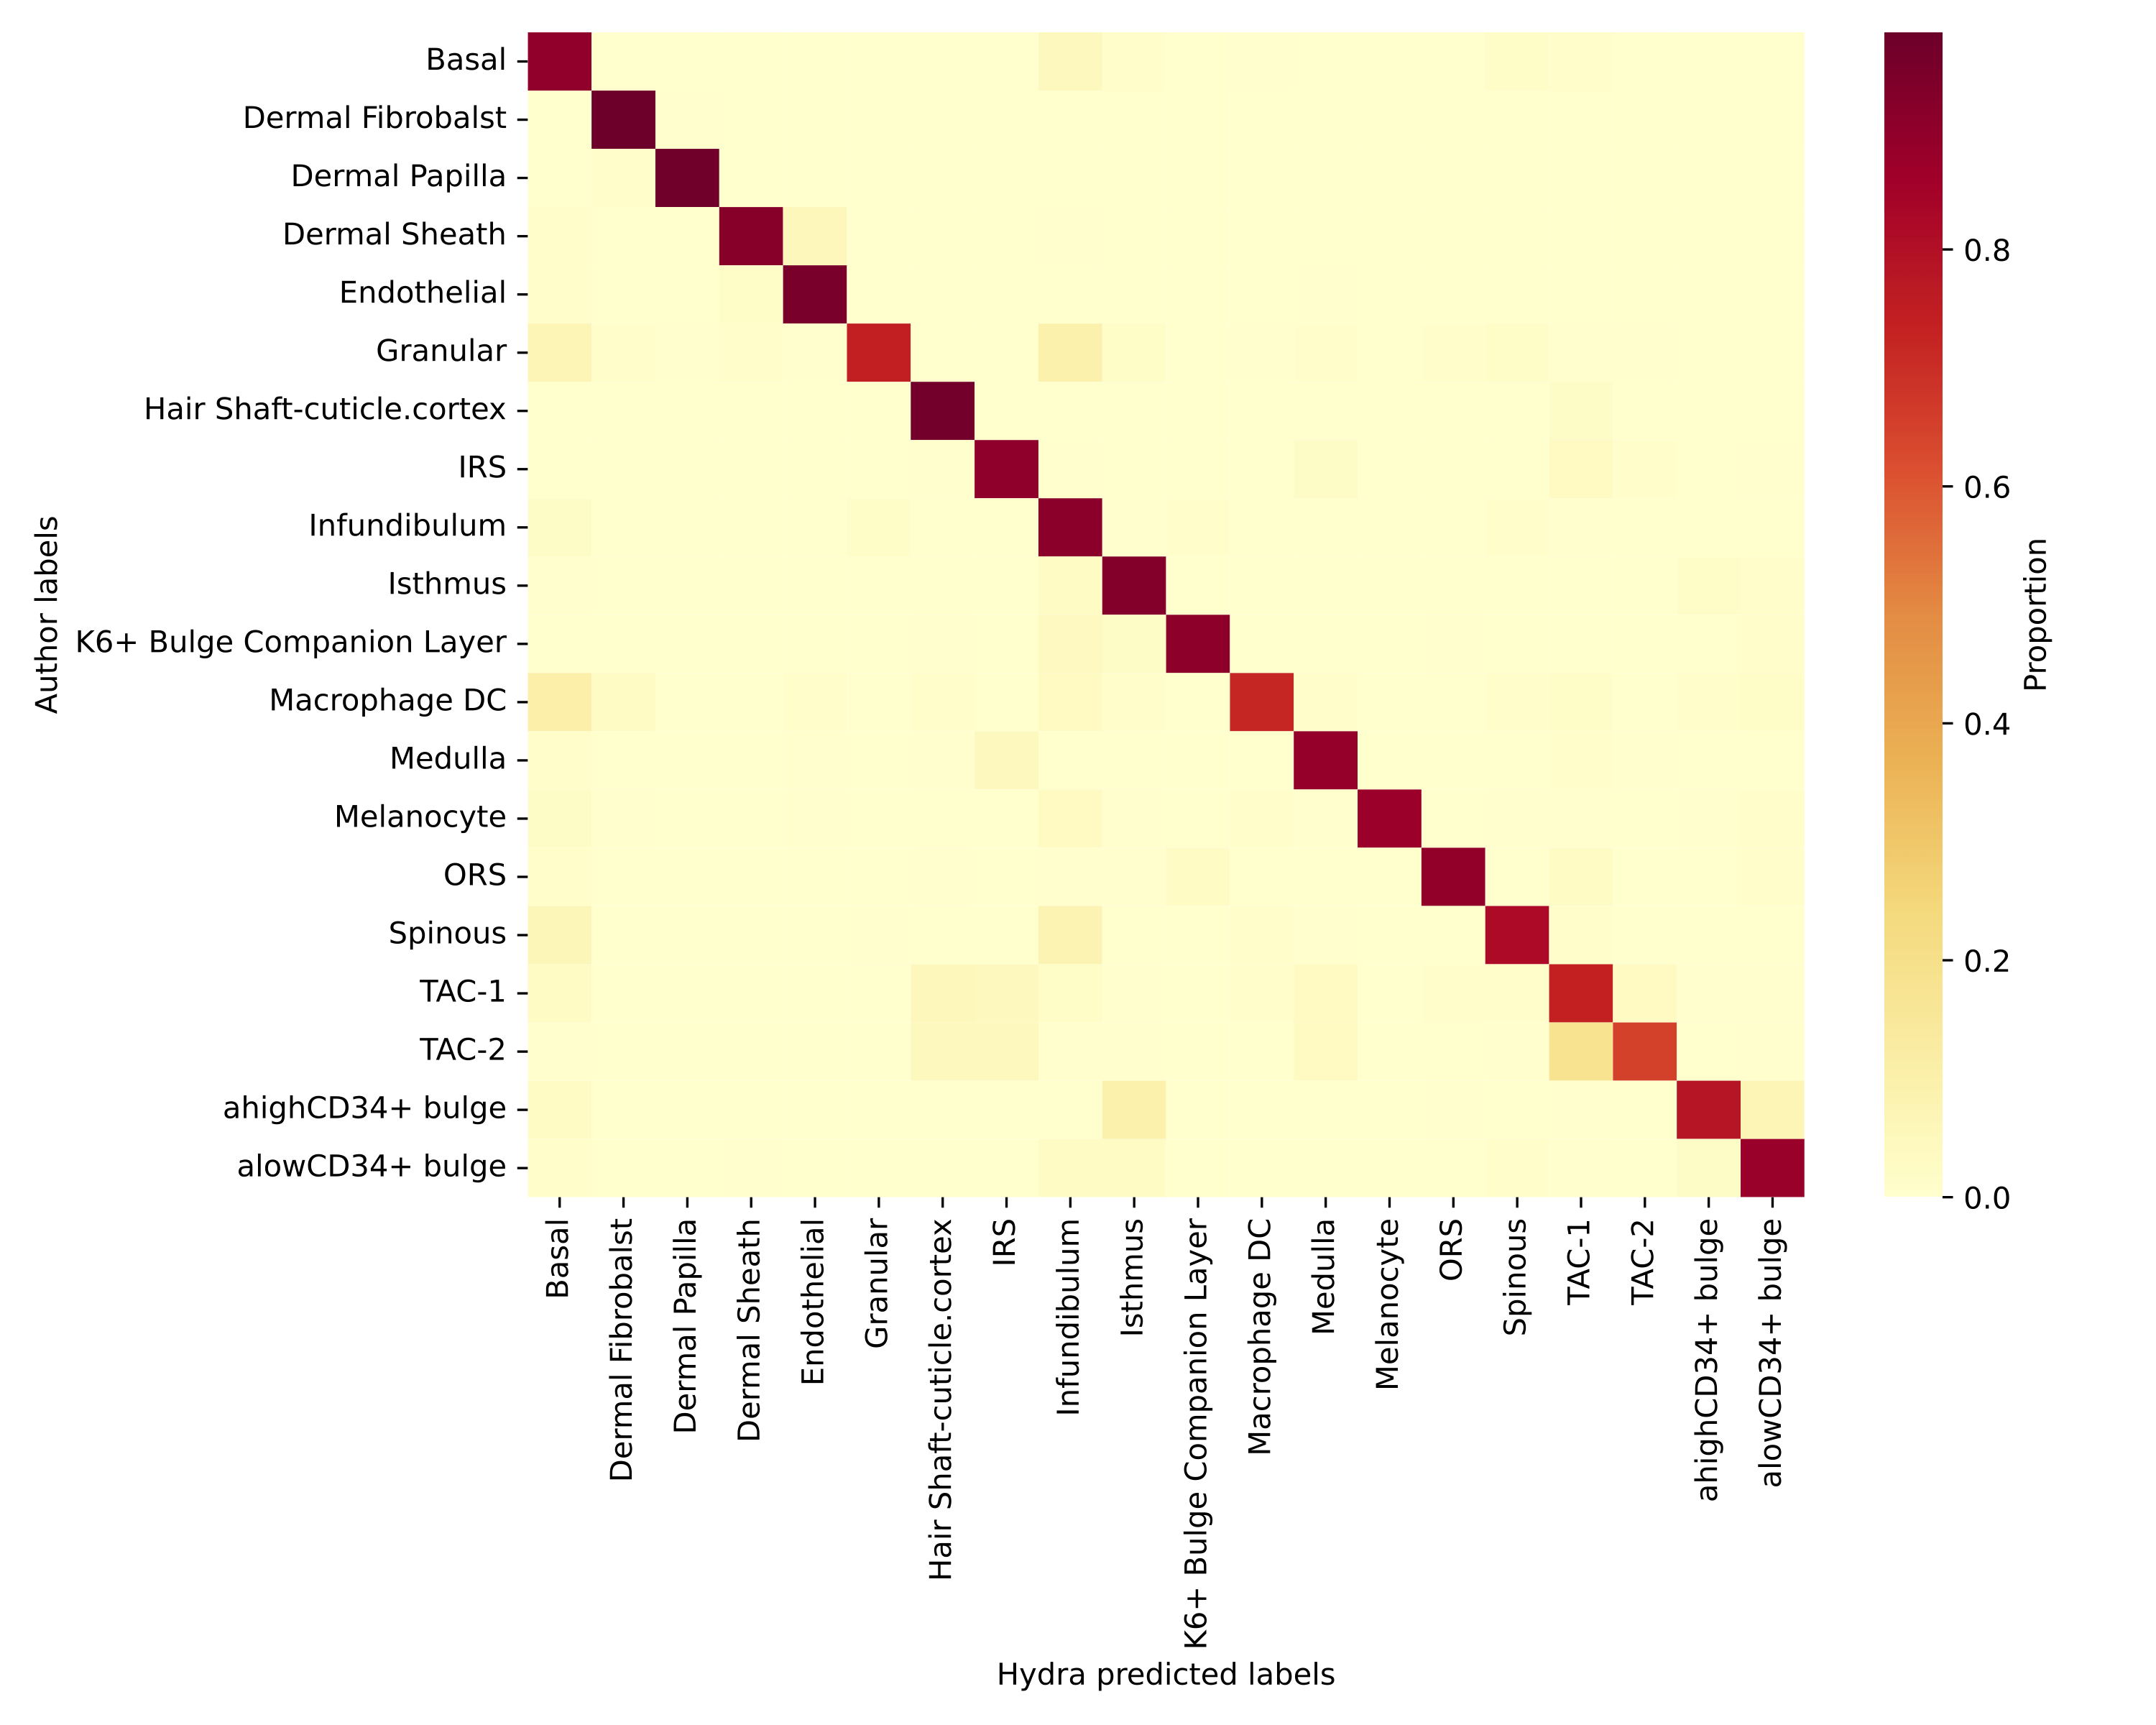 Basal
Dermal Fibrobalst
Dermal Papilla
Dermal Sheath
Endothelial
Granular
Hair Shaft-cuticle.cortex
IRS
Infundibulum
Isthmus
K6+ Bulge Companion Layer
Macrophage DC
Medulla
Melanocyte
ORS
Spinous
TAC-1
TAC-2
ahighCD34+ bulge
alowCD34+ bulge
Author labels
Basal
Dermal Fibrobalst
Dermal Papilla
Dermal Sheath
Endothelial
Granular
Hair Shaft-cuticle.cortex
IRS
Infundibulum
Isthmus
K6+ Bulge Companion Layer
Macrophage DC
Medulla
Melanocyte
ORS
Spinous
TAC-1
TAC-2
ahighCD34+ bulge
alowCD34+ bulge
Hydra predicted labels
0.8
0.6
0.4
0.2
0.0
Proportion